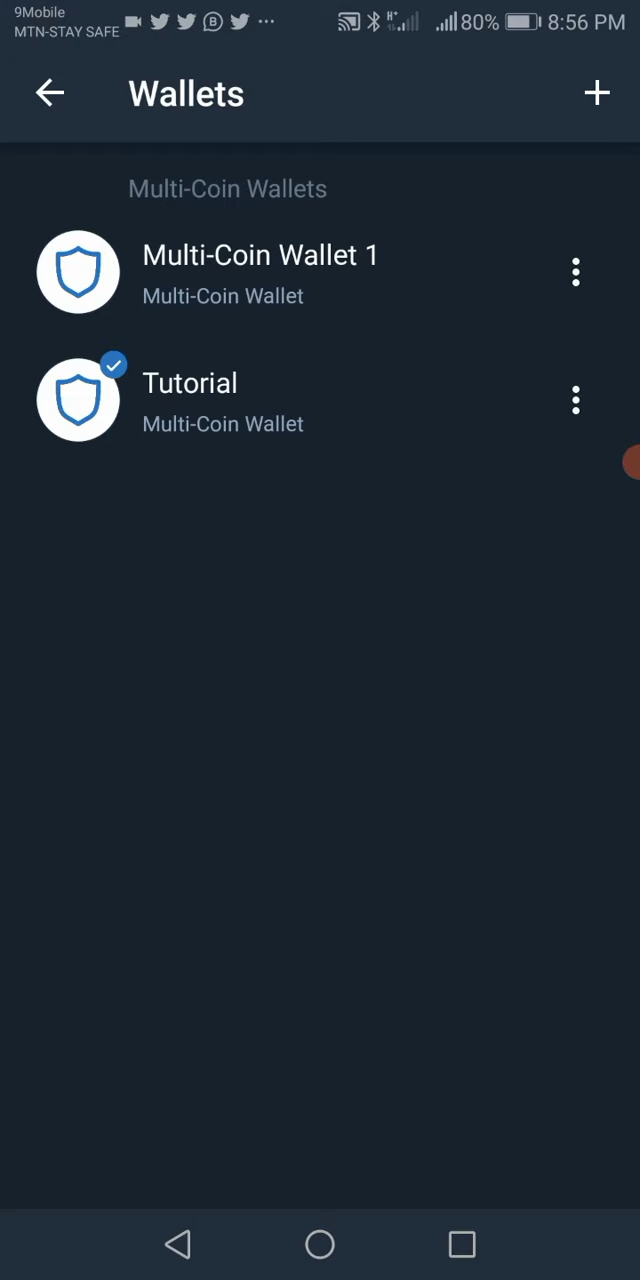 9Mobile
MTN-STAY SAFE
80% 8:56 PM
Wallets
Multi-Coin Wallets
Multi-Coin Wallet 1
Multi-Coin Wallet
Tutorial
Multi-Coin Wallet